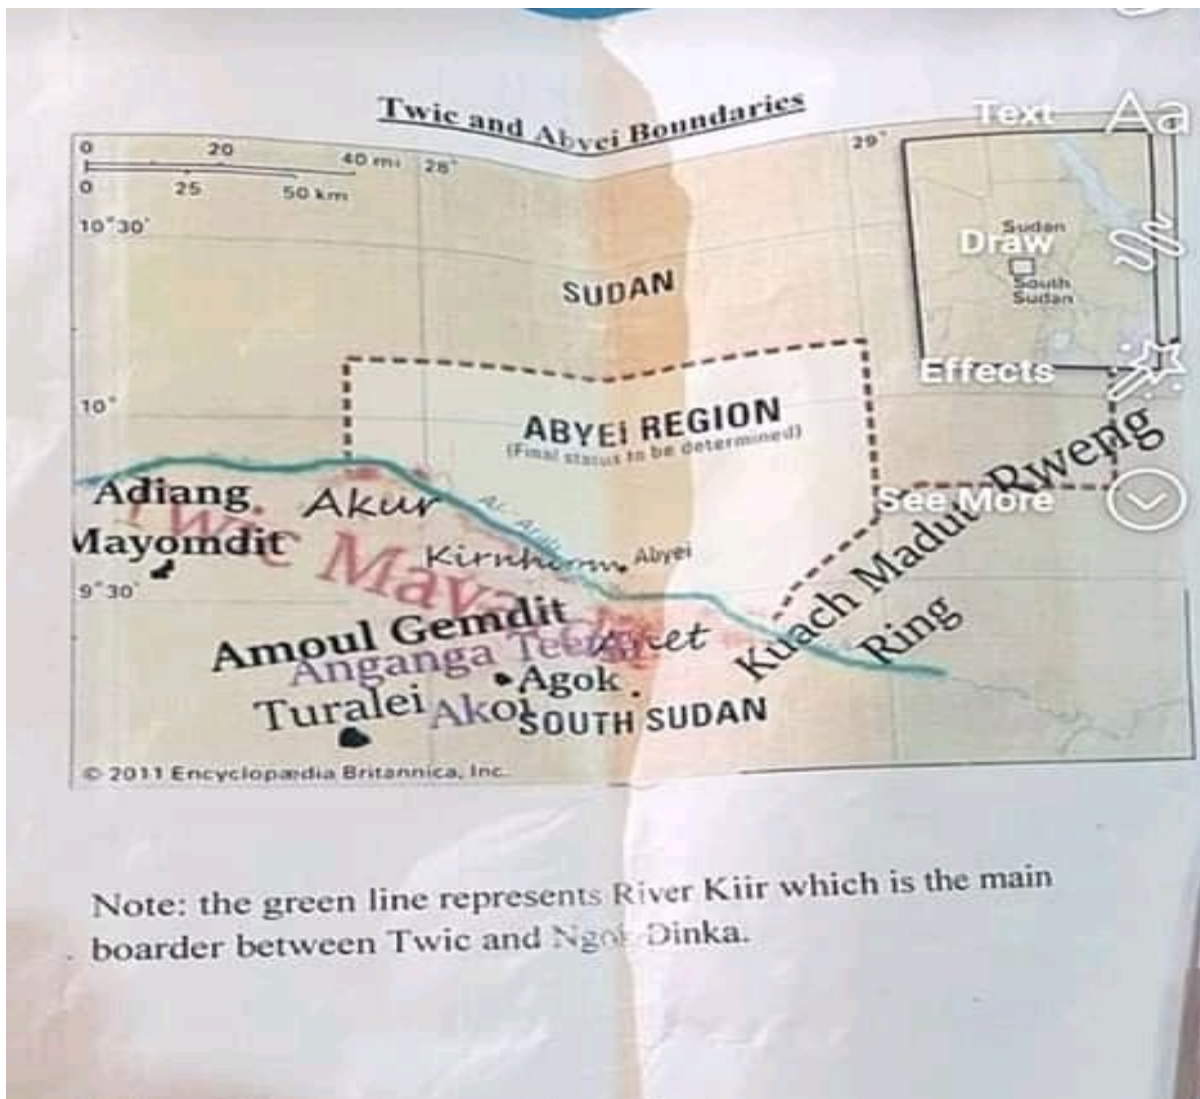 Twic and Abyei Boundaries
Text Aa
0 20 40 mi 28° 29°
0 25 50 km
10°30'
Sudan
Draw
South
Sudan
SUDAN
Effects
10°
ABYEI REGION
(Final status to be determined)
Rweng
See More
Adiang
Akur
Twic
Mayomdit
Abyei
9°30'
Kuach Madut
Amoul Gemdit
Ring
Anganga
Agok
Turalei
Akoi
SOUTH SUDAN
© 2011 Encyclopædia Britannica, Inc.
Note: the green line represents River Kiir which is the main
boarder between Twic and Ngok Dinka.